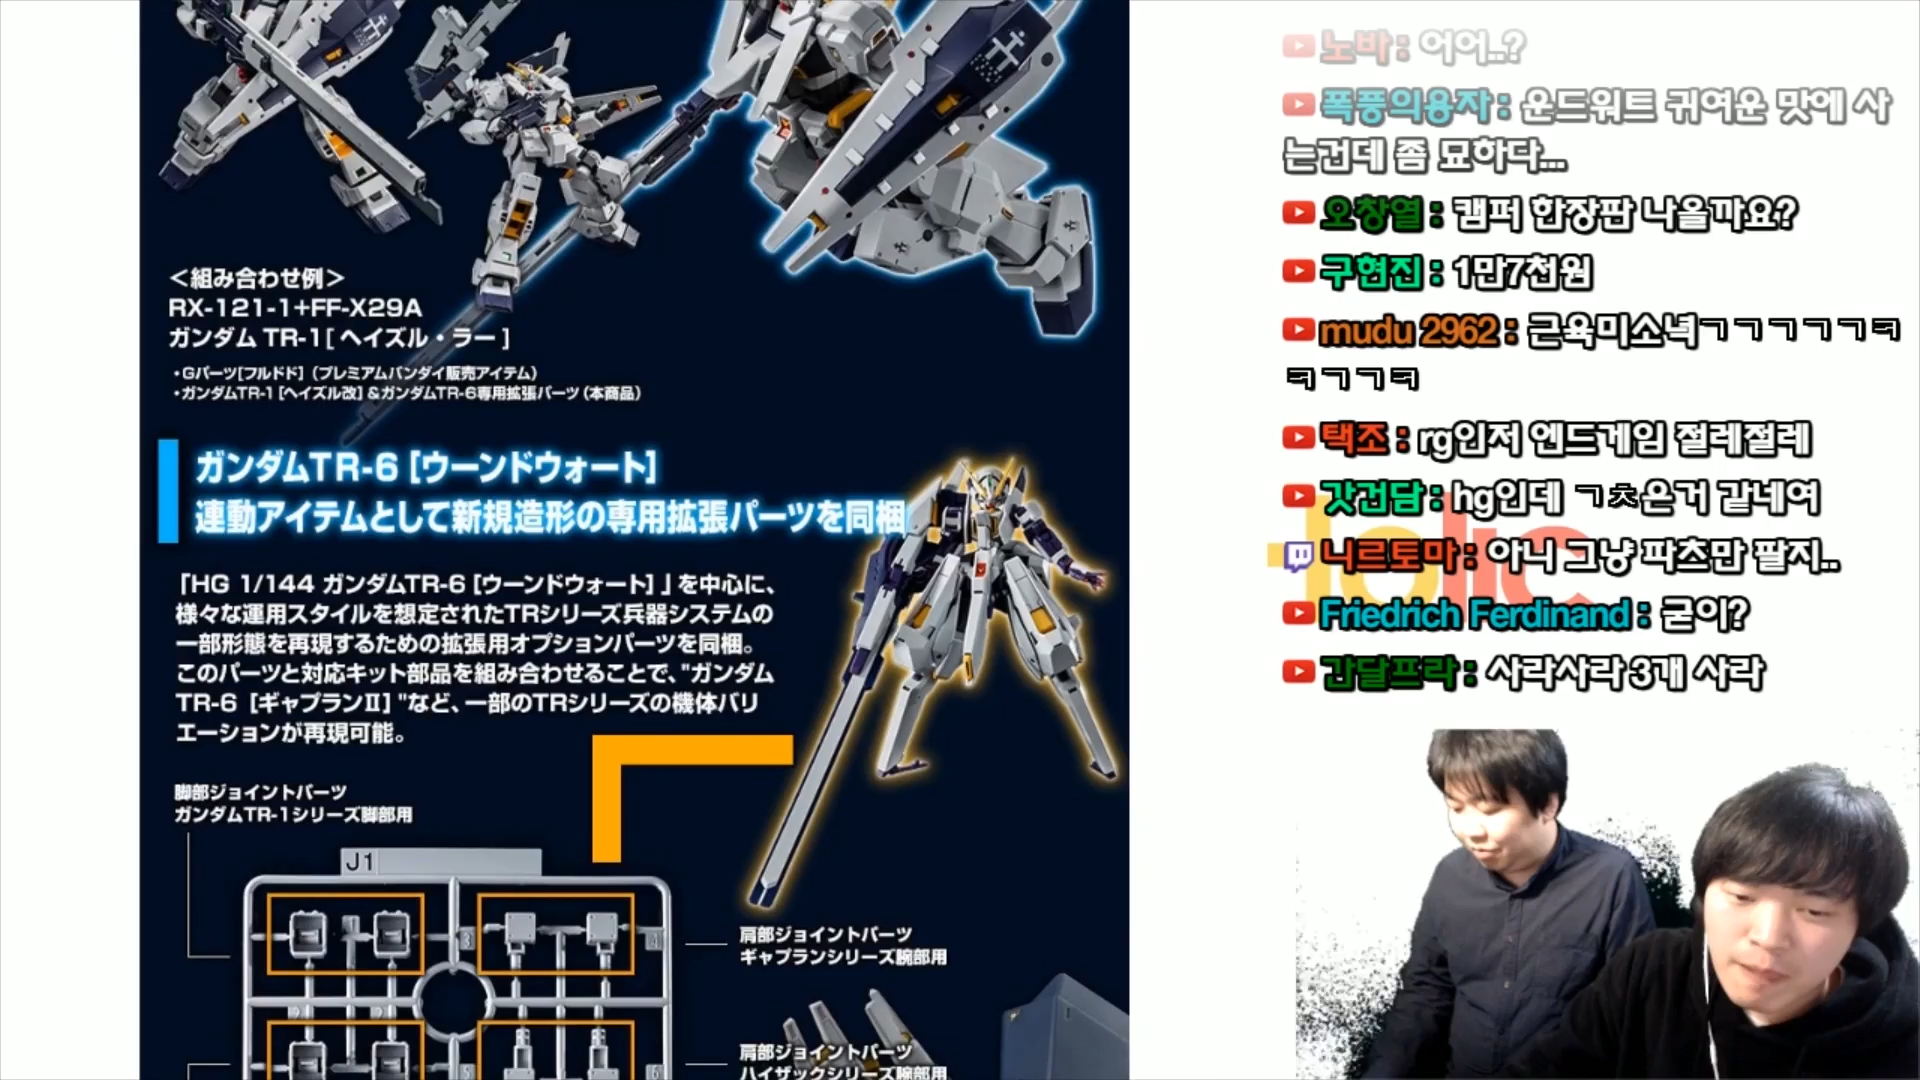 ＜組み合わせ例＞
RX-121-1+FF-X29A
ガンダム TR-1[ ヘイズル・ラー ]
・Gパーツ[フルドド]（プレミアムバンダイ販売アイテム）
・ガンダムTR-1 [ヘイズル改] &ガンダムTR-6専用拡張パーツ (本商品)
ガンダムTR-6 [ウーンドウォート]
連動アイテムとして新規造形の専用拡張パーツを同梱
「HG 1/144 ガンダムTR-6 [ウーンドウォート] 」を中心に、
様々な運用スタイルを想定されたTRシリーズ兵器システムの
一部形態を再現するための拡張用オプションパーツを同梱。
このパーツと対応キット部品を組み合わせることで、"ガンダム
TR-6 [ギャプランⅡ] "など、一部のTRシリーズの機体バリ
エーションが再現可能。
脚部ジョイントパーツ
ガンダムTR-1シリーズ脚部用
J1
肩部ジョイントパーツ
ギャプランシリーズ腕部用
肩部ジョイントパーツ
ハイザックシリーズ腕部用
노바 : 어어..?
폭풍의용자 : 운드워트 귀여운 맛에 사
는건데 좀 묘하다...
오창열 : 캠퍼 한장판 나올까요?
구현진 : 1만7천원
mudu 2962 : 근육미소녀ㄱㄱㄱㄱㄱㅋ
ㅋㄱㄱㅋ
택조 : rg인저 엔드게임 절레절레
갓건담 : hg인데 ㄱㅊ은거 같네여
니르토마 : 아니 그냥 파츠만 팔지..
Friedrich Ferdinand : 굳이?
간달프라 : 사라사라 3개 사라